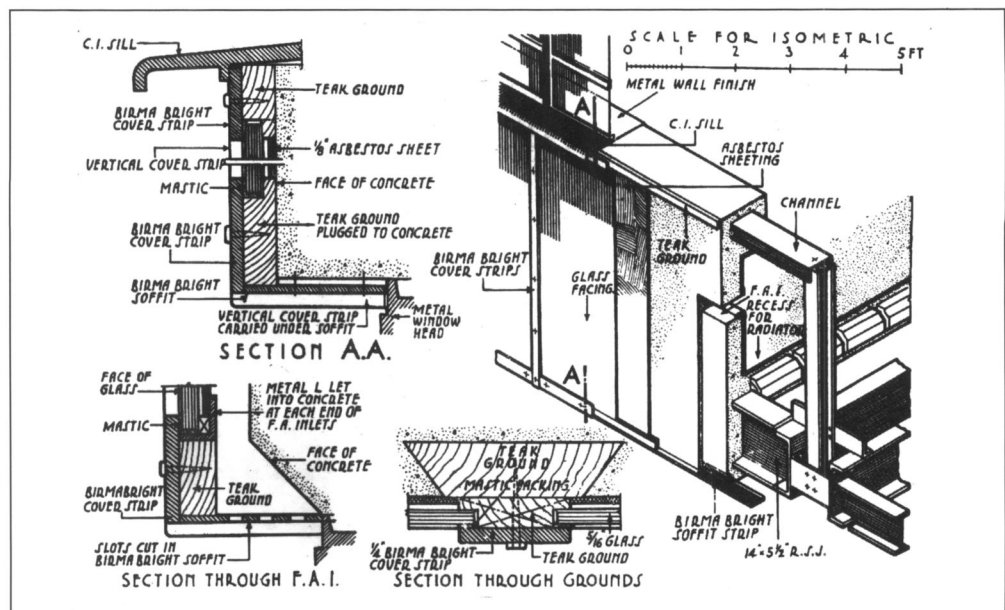 C.I. SILL
TEAK GROUND
BIRMA BRIGHT
COVER STRIP
VERTICAL COVER STRIP
1/8" ASBESTOS SHEET
MASTIC
FACE OF CONCRETE
BIRMA BRIGHT
COVER STRIP
TEAK GROUND
PLUGGED TO CONCRETE
BIRMA BRIGHT
SOFFIT
VERTICAL COVER STRIP
CARRIED UNDER SOFFIT
METAL
WINDOW
HEAD
SECTION A.A.
SCALE FOR ISOMETRIC
0 1 2 3 4 5FT
METAL WALL FINISH
A
C.I. SILL
ASBESTOS
SHEETING
CHANNEL
TEAK
GROUND
BIRMA BRIGHT
COVER STRIPS
GLASS
FACING
F.A.I.
RECESS
FOR
RADIATOR
A
BIRMA BRIGHT
SOFFIT STRIP
14"×5½" R.S.J.
FACE OF
GLASS
METAL L LET
INTO CONCRETE
AT EACH END OF
F.A. INLETS
MASTIC
FACE OF
CONCRETE
BIRMABRIGHT
COVER STRIP
TEAK
GROUND
SLOTS CUT IN
BIRMA BRIGHT SOFFIT
SECTION THROUGH F.A.I.
TEAK
GROUND
MASTIC PACKING
¼" BIRMA BRIGHT
COVER STRIP
5/16" GLASS
TEAK GROUND
SECTION THROUGH GROUNDS